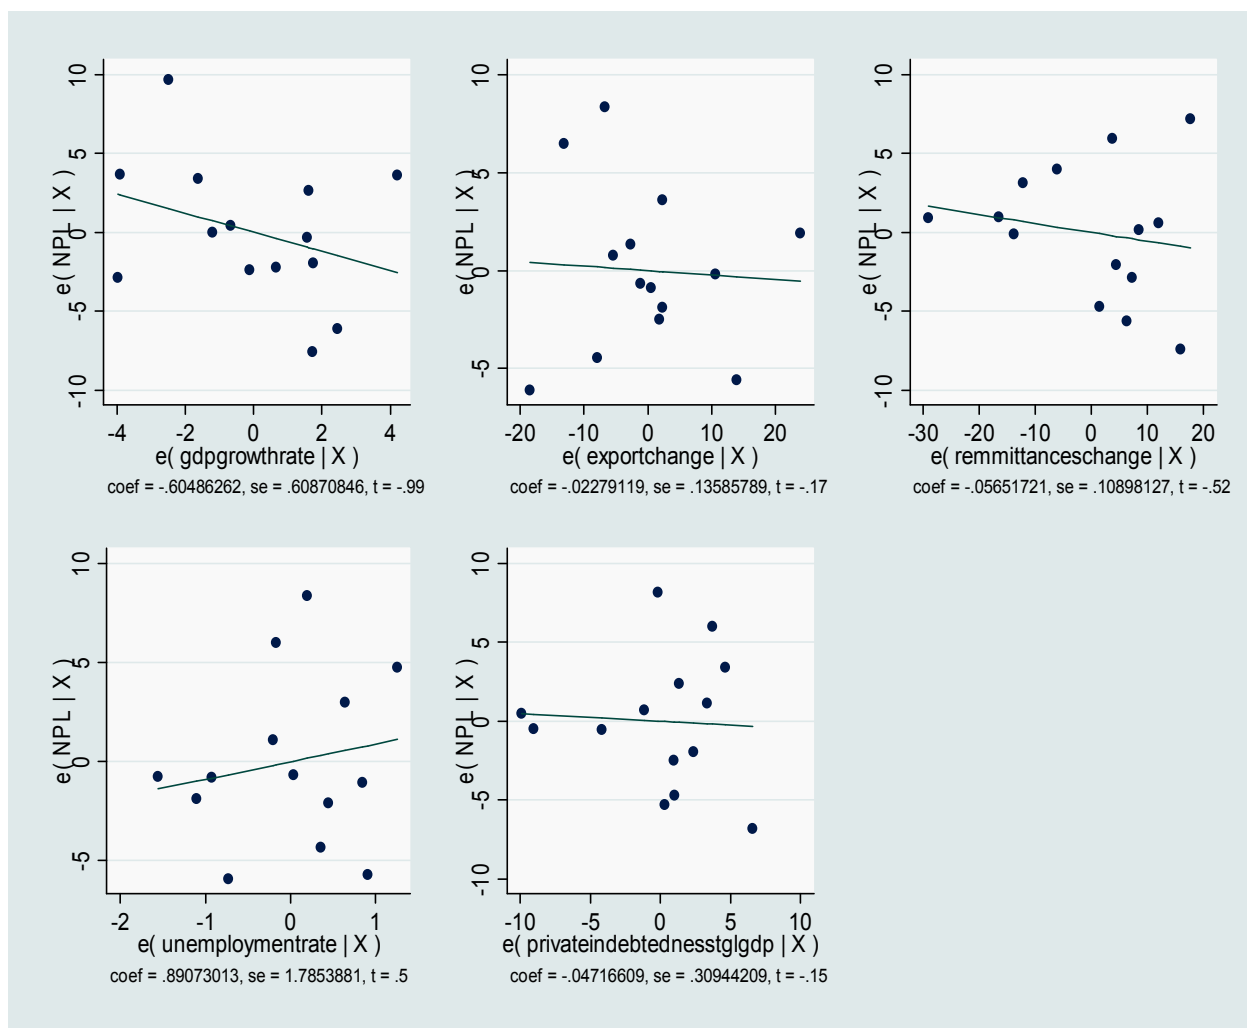 10
5
0
-5
-10
e( NPL | X )
-4 -2 0 2 4
e( gdpgrowthrate | X )
coef = -.60486262, se = .60870846, t = -.99
10
5
0
-5
e( NPL | X )
-20 -10 0 10 20
e( exportchange | X )
coef = -.02279119, se = .13585789, t = -.17
10
5
0
-5
-10
e( NPL | X )
-30 -20 -10 0 10 20
e( remmittanceschange | X )
coef = -.05651721, se = .10898127, t = -.52
10
5
0
-5
e( NPL | X )
-2 -1 0 1
e( unemploymentrate | X )
coef = .89073013, se = 1.7853881, t = .5
10
5
0
-5
-10
e( NPL | X )
-10 -5 0 5 10
e( privateindebtednesstglgdp | X )
coef = -.04716609, se = .30944209, t = -.15